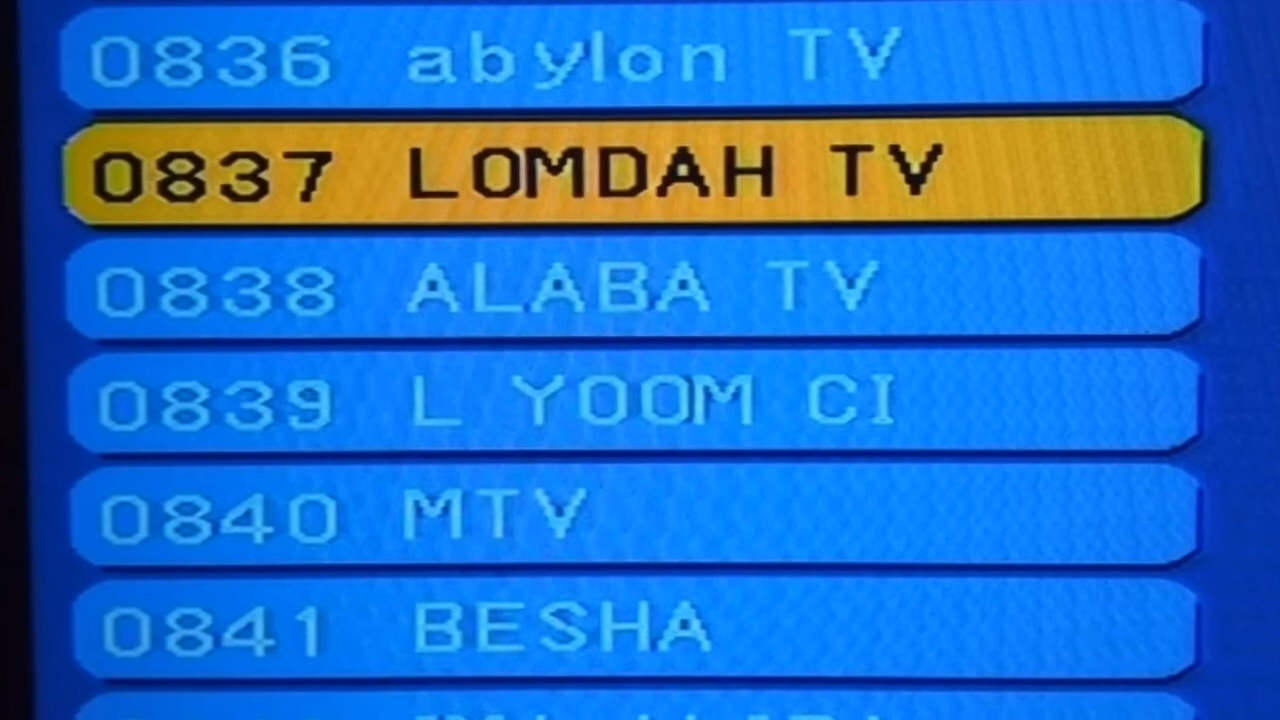 0836 abylon TV
0837 LOMDAH TV
0838 ALABA TV
0839 L YOOM CI
0840 MTV
0841 BESHA